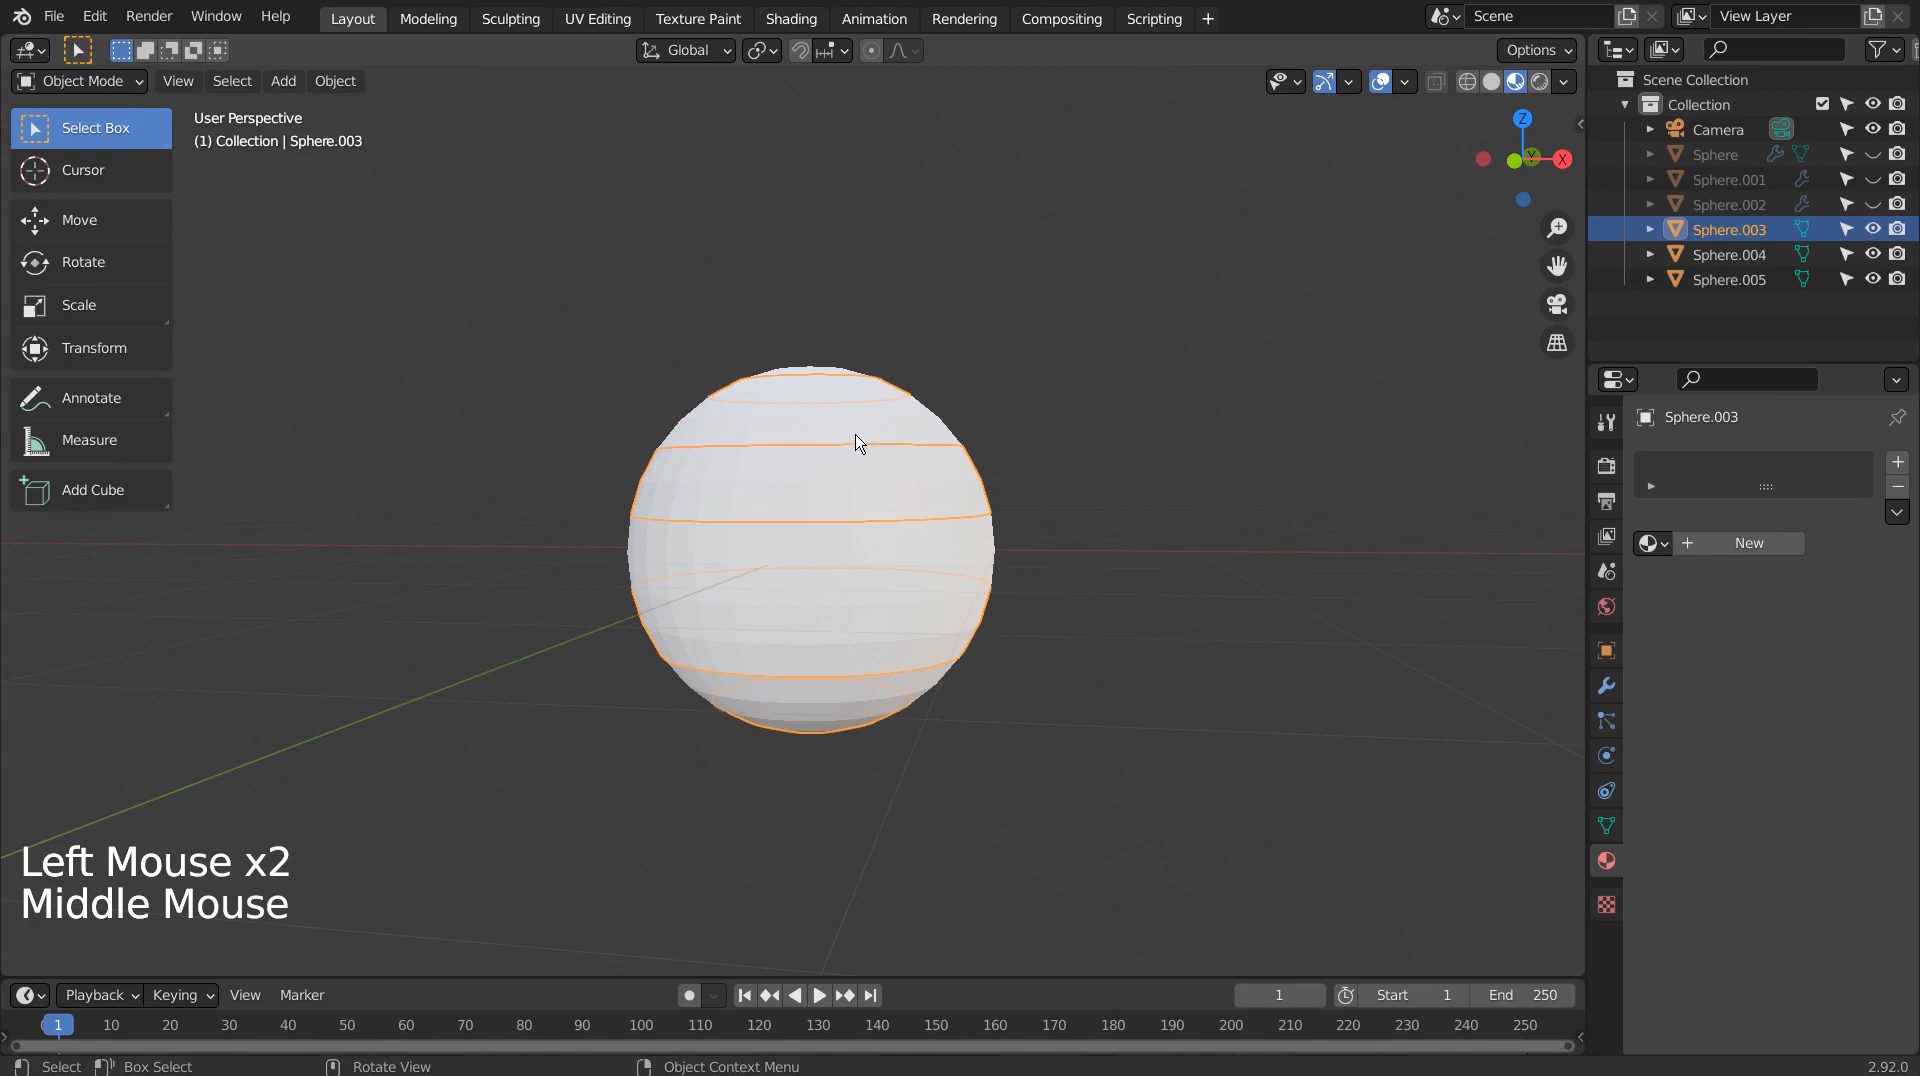 File Edit Render Window Help Layout Modeling Sculpting UV Editing Texture Paint Shading Animation Rendering Compositing Scripting + Scene View Layer
Global Options
Object Mode View Select Add Object
Scene Collection
Collection
Camera
Sphere
Sphere.001
Sphere.002
Sphere.003
Sphere.004
Sphere.005
Select Box
Cursor
Move
Rotate
Scale
Transform
Annotate
Measure
Add Cube
User Perspective
(1) Collection | Sphere.003
Z
Y
X
Sphere.003
New
Left Mouse x2
Middle Mouse
Playback Keying View Marker 1 Start 1 End 250
1 10 20 30 40 50 60 70 80 90 100 110 120 130 140 150 160 170 180 190 200 210 220 230 240 250
Select Box Select Rotate View Object Context Menu 2.92.0